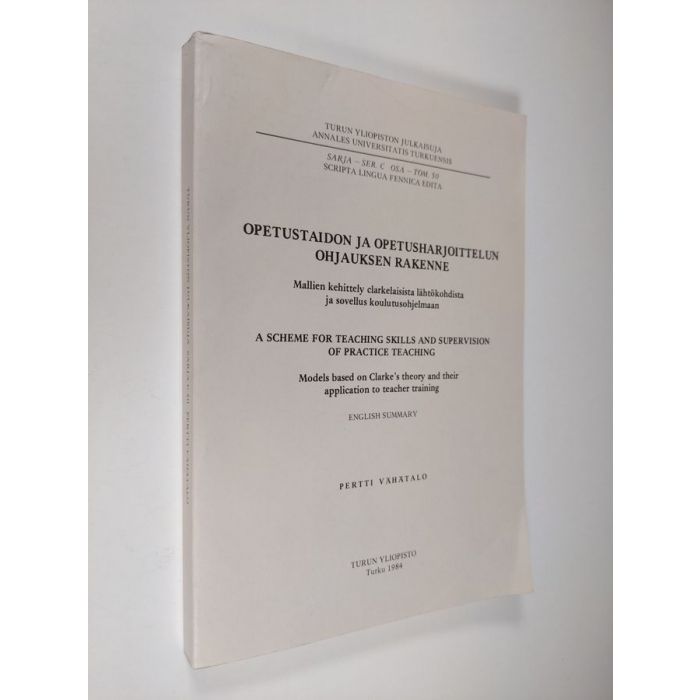 TURUN YLIOPISTON JULKAISUJA
ANNALES UNIVERSITATIS TURKUENSIS
SARJA – SER. C OSA – TOM. 50
SCRIPTA LINGUA FENNICA EDITA
OPETUSTAIDON JA OPETUSHARJOITTELUN
OHJAUKSEN RAKENNE
Mallien kehittely clarkelaisista lähtökohdista
ja sovellus koulutusohjelmaan
A SCHEME FOR TEACHING SKILLS AND SUPERVISION
OF PRACTICE TEACHING
Models based on Clarke's theory and their
application to teacher training
ENGLISH SUMMARY
PERTTI VÄHÄTALO
TURUN YLIOPISTO
Turku 1984